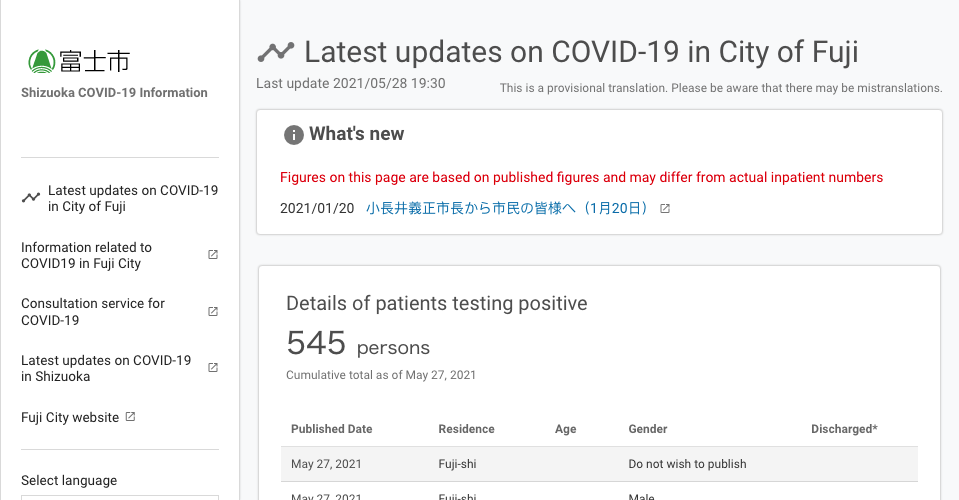 富士市
Shizuoka COVID-19 Information
Latest updates on COVID-19
in City of Fuji
Information related to
COVID19 in Fuji City
Consultation service for
COVID-19
Latest updates on COVID-19
in Shizuoka
Fuji City website
Select language
Latest updates on COVID-19 in City of Fuji
Last update 2021/05/28 19:30
This is a provisional translation. Please be aware that there may be mistranslations.
What's new
Figures on this page are based on published figures and may differ from actual inpatient numbers
2021/01/20 小長井義正市長から市民の皆様へ（1月20日）
Details of patients testing positive
545 persons
Cumulative total as of May 27, 2021
Published Date Residence Age Gender Discharged*
May 27, 2021 Fuji-shi Do not wish to publish
May 27, 2021 Fuji-shi Male